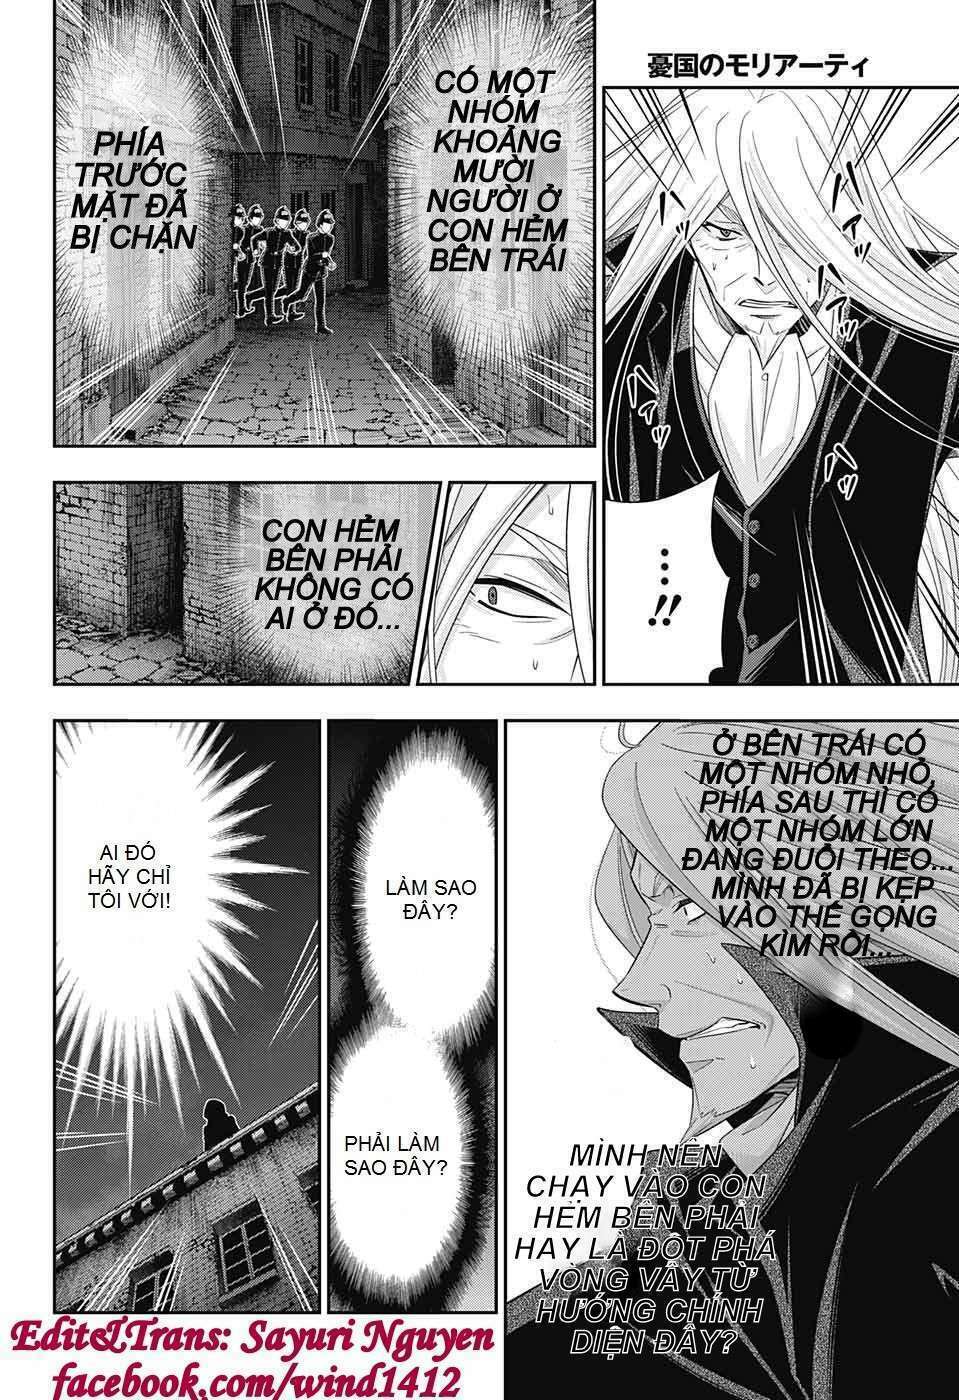 憂国のモリアーティ
…!!
CÓ MỘT
NHÓM
KHOẢNG
MƯỜI
NGƯỜI Ở
CON HẺM
BÊN TRÁI
PHÍA
TRƯỚC
MẶT ĐÃ
BỊ CHẶN
CON HẺM
BÊN PHẢI
KHÔNG CÓ
AI Ở ĐÓ...
Ở BÊN TRÁI CÓ
MỘT NHÓM NHỎ,
PHÍA SAU THÌ CÓ
MỘT NHÓM LỚN
ĐANG ĐUỔI THEO...
MÌNH ĐÃ BỊ KẸP
VÀO THẾ GỌNG
KÌM RỒI...
MÌNH NÊN
CHẠY VÀO CON
HẺM BÊN PHẢI
HAY LÀ ĐỘT PHÁ
VÒNG VÂY TỪ
HƯỚNG CHÍNH
DIỆN ĐÂY?
LÀM SAO
ĐÂY?
PHẢI LÀM
SAO ĐÂY?
AI ĐÓ
HÃY CHỈ
TÔI VỚI!
Edit&Trans: Sayuri Nguyen
facebook.com/wind1412